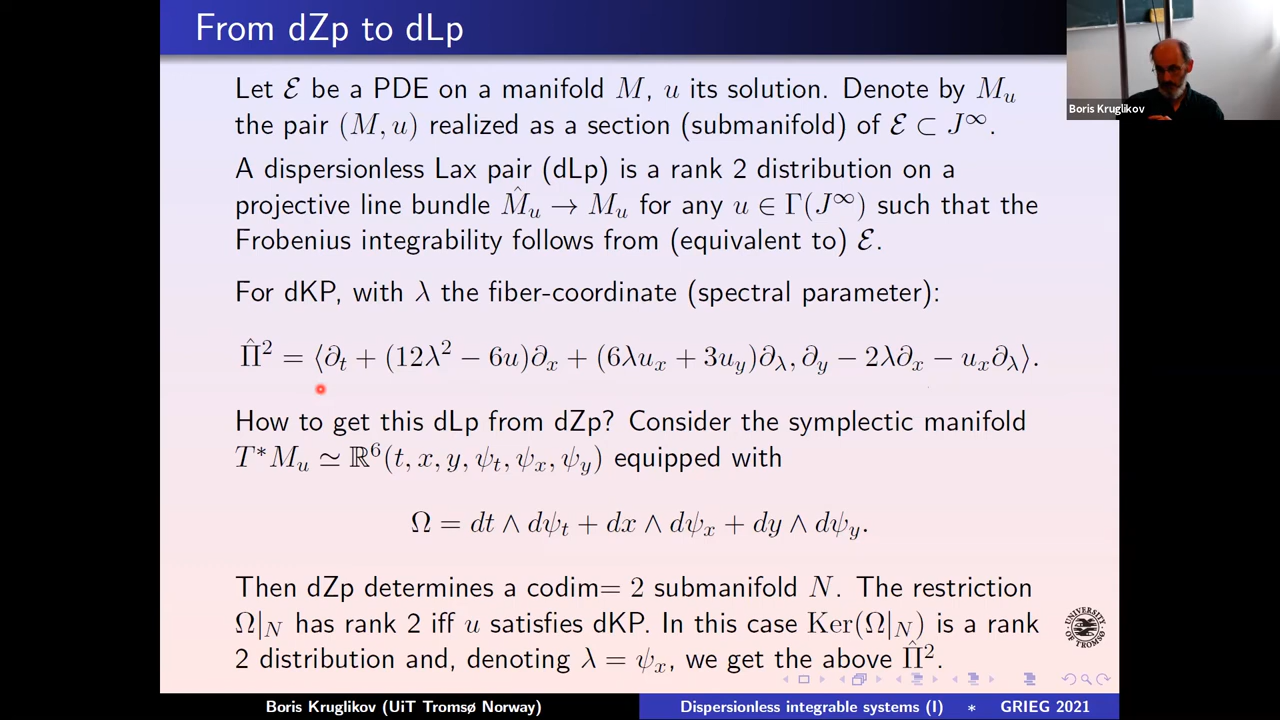 From dZp to dLp
Boris Kruglikov
Let ℰ be a PDE on a manifold M, u its solution. Denote by M_u
the pair (M, u) realized as a section (submanifold) of ℰ ⊂ J^∞.
A dispersionless Lax pair (dLp) is a rank 2 distribution on a
projective line bundle M̂_u → M_u for any u ∈ Γ(J^∞) such that the
Frobenius integrability follows from (equivalent to) ℰ.
For dKP, with λ the fiber-coordinate (spectral parameter):
Π̂² = ⟨∂_t + (12λ² − 6u)∂_x + (6λu_x + 3u_y)∂_λ, ∂_y − 2λ∂_x − u_x∂_λ⟩.
How to get this dLp from dZp? Consider the symplectic manifold
T*M_u ≃ ℝ⁶(t, x, y, ψ_t, ψ_x, ψ_y) equipped with
Ω = dt ∧ dψ_t + dx ∧ dψ_x + dy ∧ dψ_y.
Then dZp determines a codim= 2 submanifold N. The restriction
Ω|_N has rank 2 iff u satisfies dKP. In this case Ker(Ω|_N) is a rank
2 distribution and, denoting λ = ψ_x, we get the above Π̂².
UNIVERSITY OF TROMSØ
Boris Kruglikov (UiT Tromsø Norway)
Dispersionless integrable systems (I) * GRIEG 2021